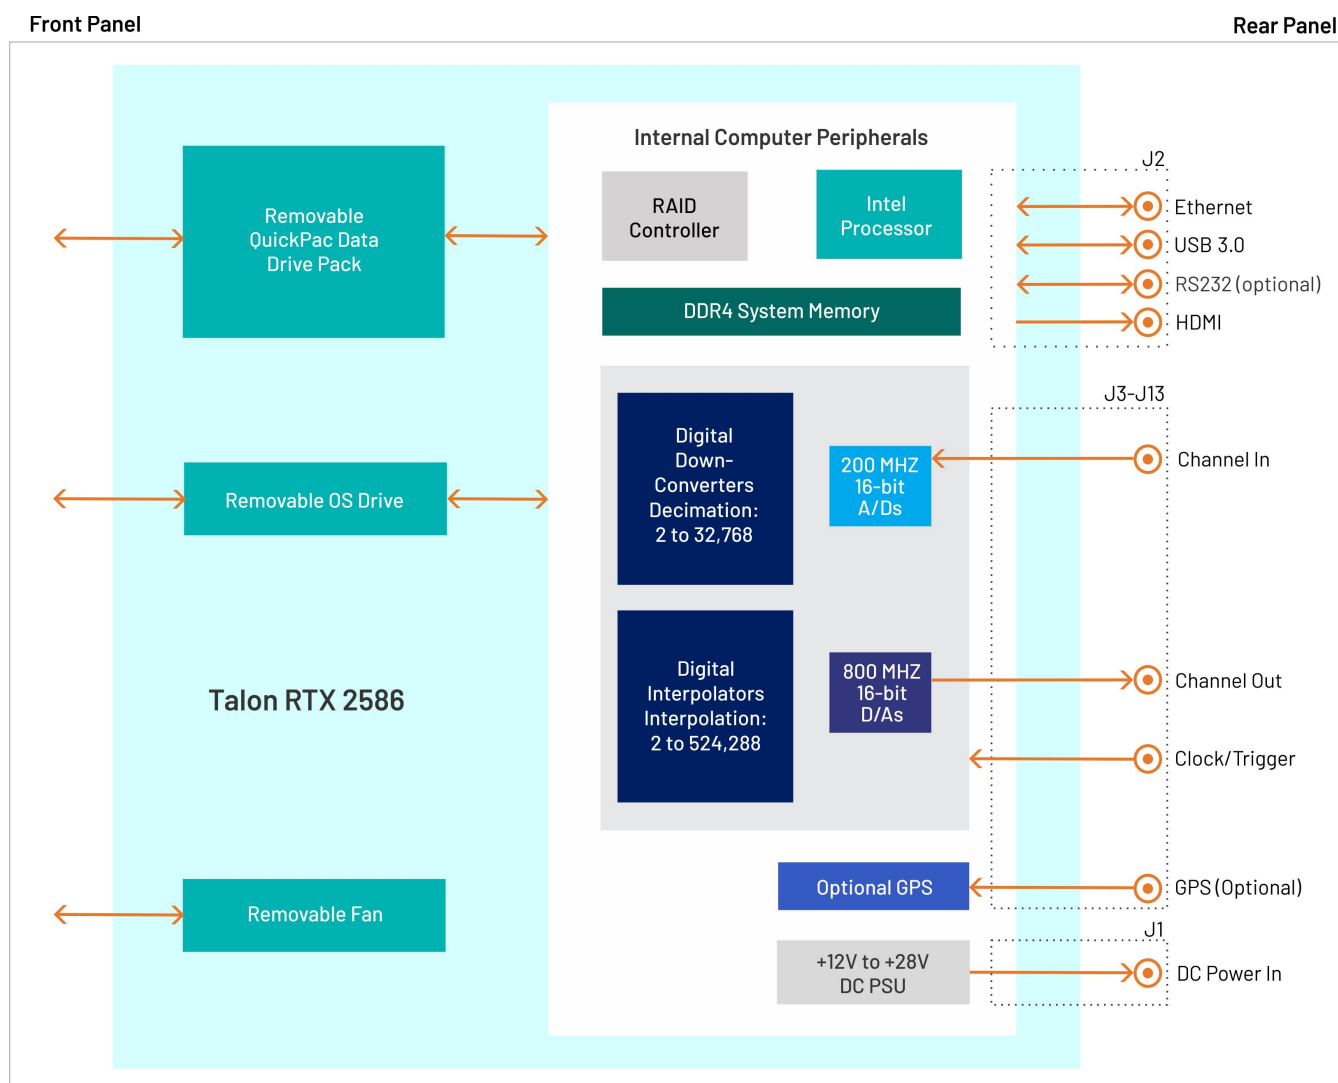 Front Panel
Rear Panel
Internal Computer Peripherals
Removable
QuickPac Data
Drive Pack
RAID
Controller
Intel
Processor
DDR4 System Memory
J2
Ethernet
USB 3.0
RS232 (optional)
HDMI
J3-J13
Digital
Down-
Converters
Decimation:
2 to 32,768
200 MHZ
16-bit
A/Ds
Channel In
Removable OS Drive
Digital
Interpolators
Interpolation:
2 to 524,288
800 MHZ
16-bit
D/As
Channel Out
Talon RTX 2586
Clock/Trigger
Optional GPS
GPS (Optional)
Removable Fan
J1
+12V to +28V
DC PSU
DC Power In